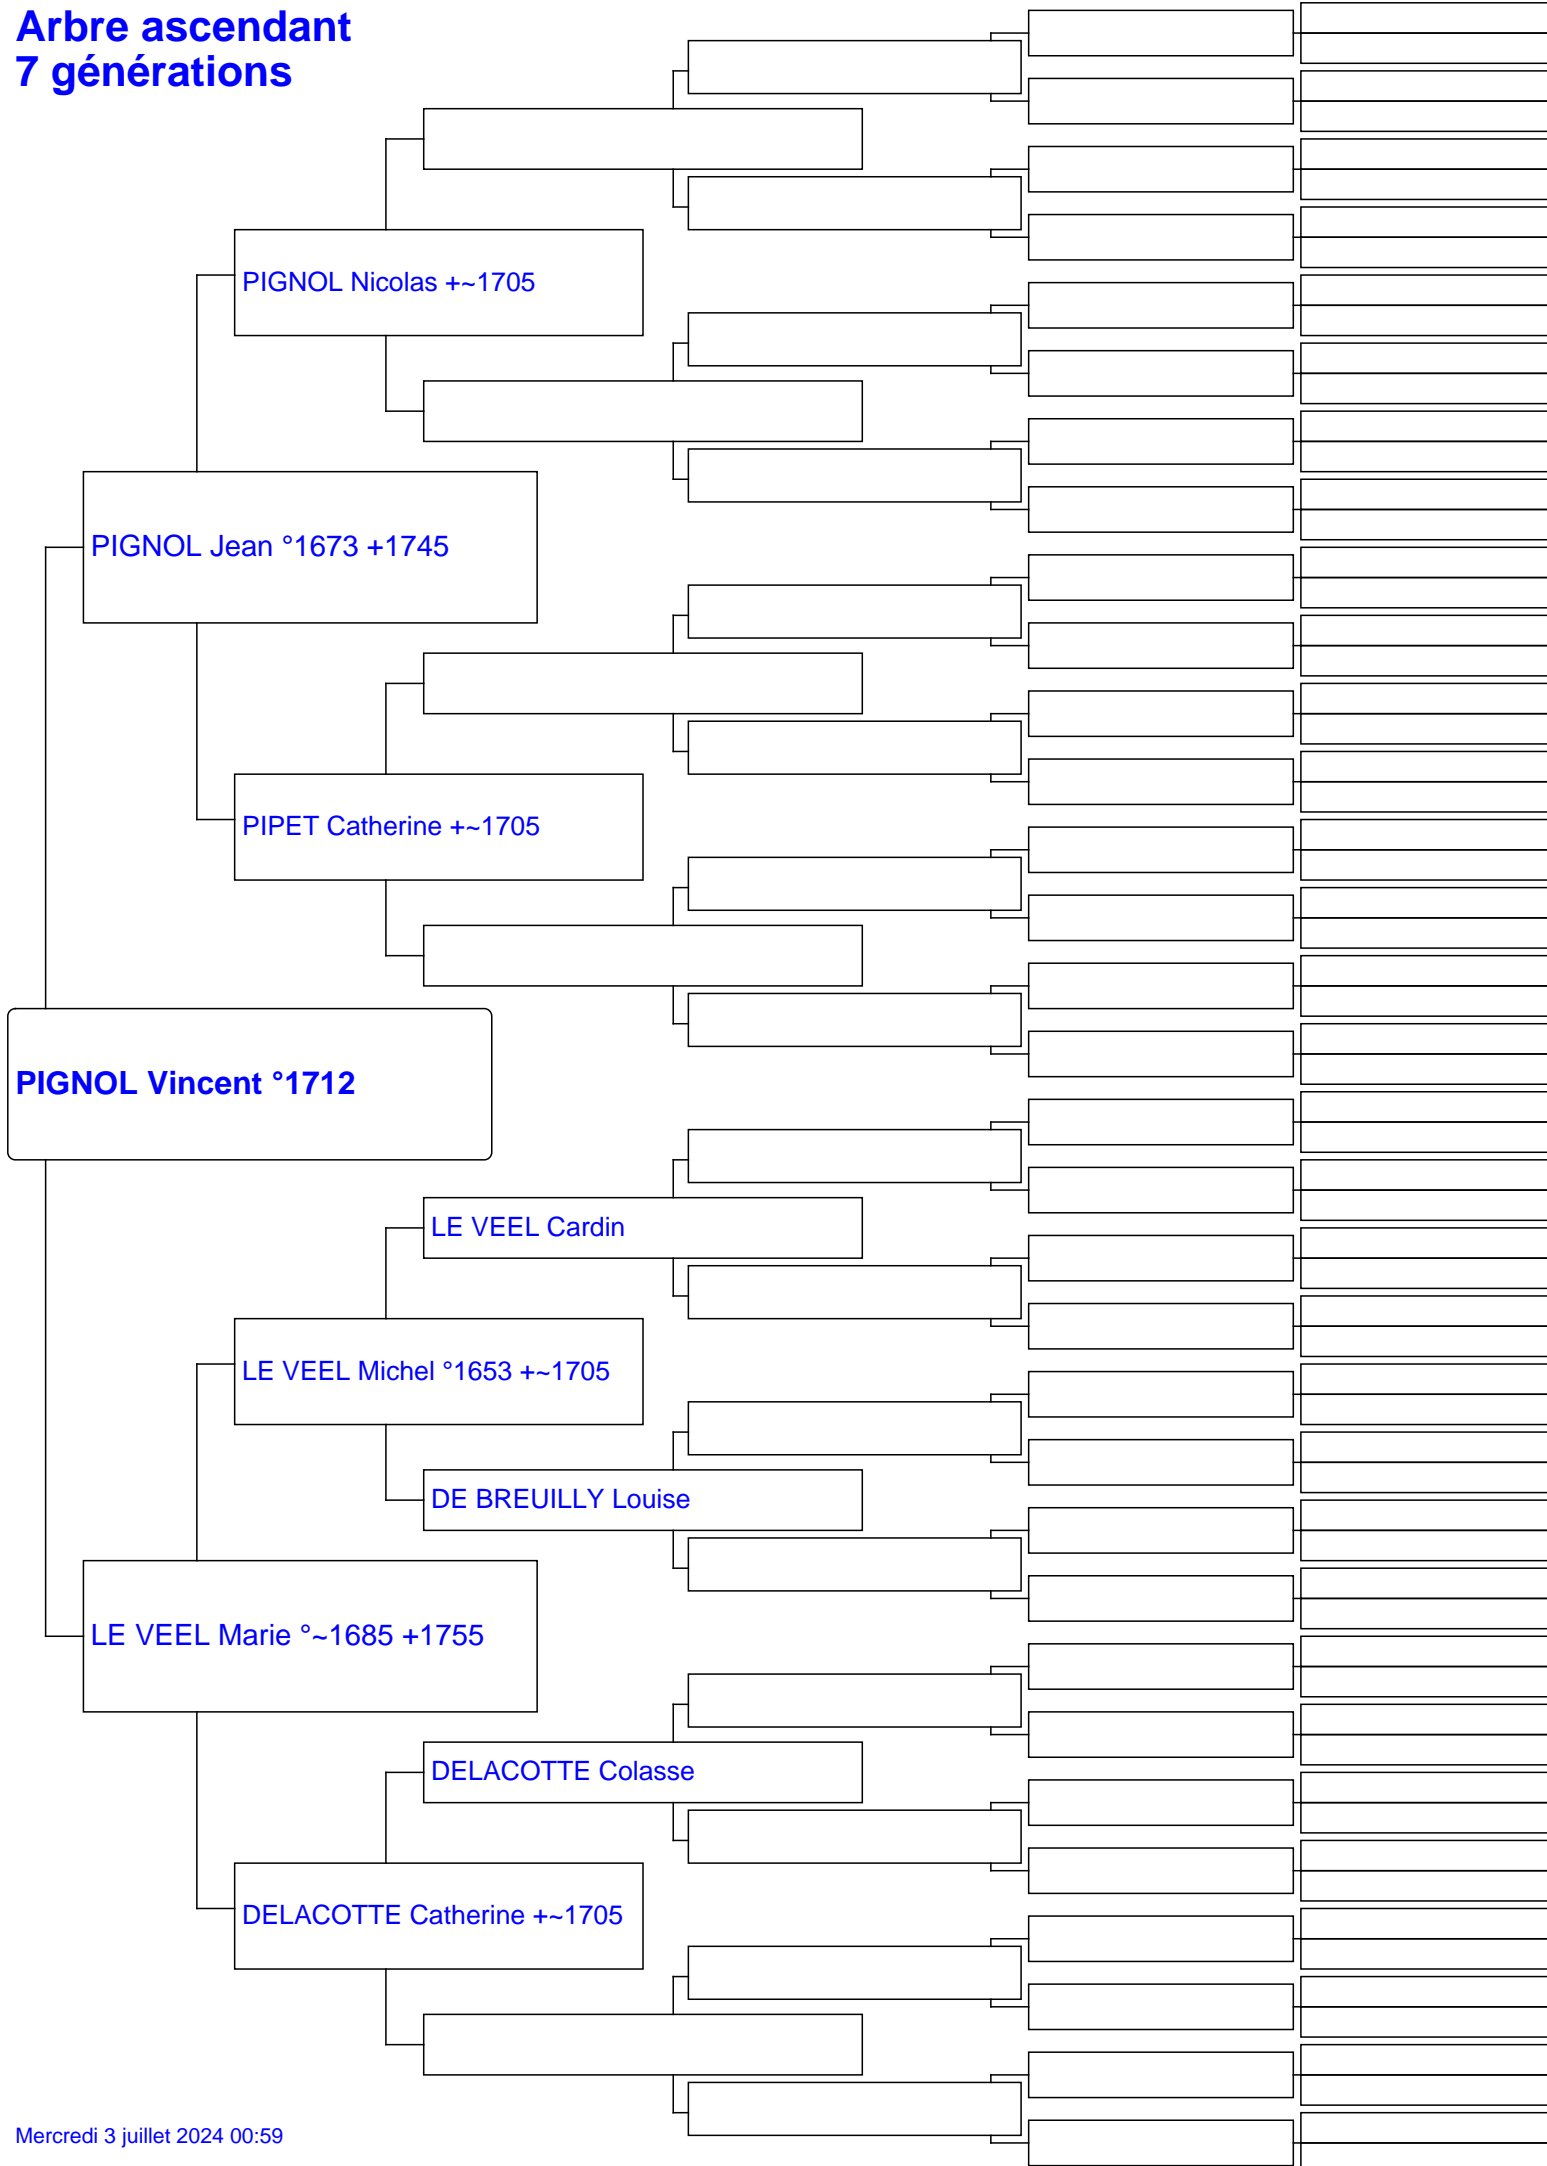 Arbre ascendant
7 générations
PIGNOL Nicolas +~1705
PIGNOL Jean °1673 +1745
PIPET Catherine +~1705
PIGNOL Vincent °1712
LE VEEL Cardin
LE VEEL Michel °1653 +~1705
DE BREUILLY Louise
LE VEEL Marie °~1685 +1755
DELACOTTE Colasse
DELACOTTE Catherine +~1705
Mercredi 3 juillet 2024 00:59